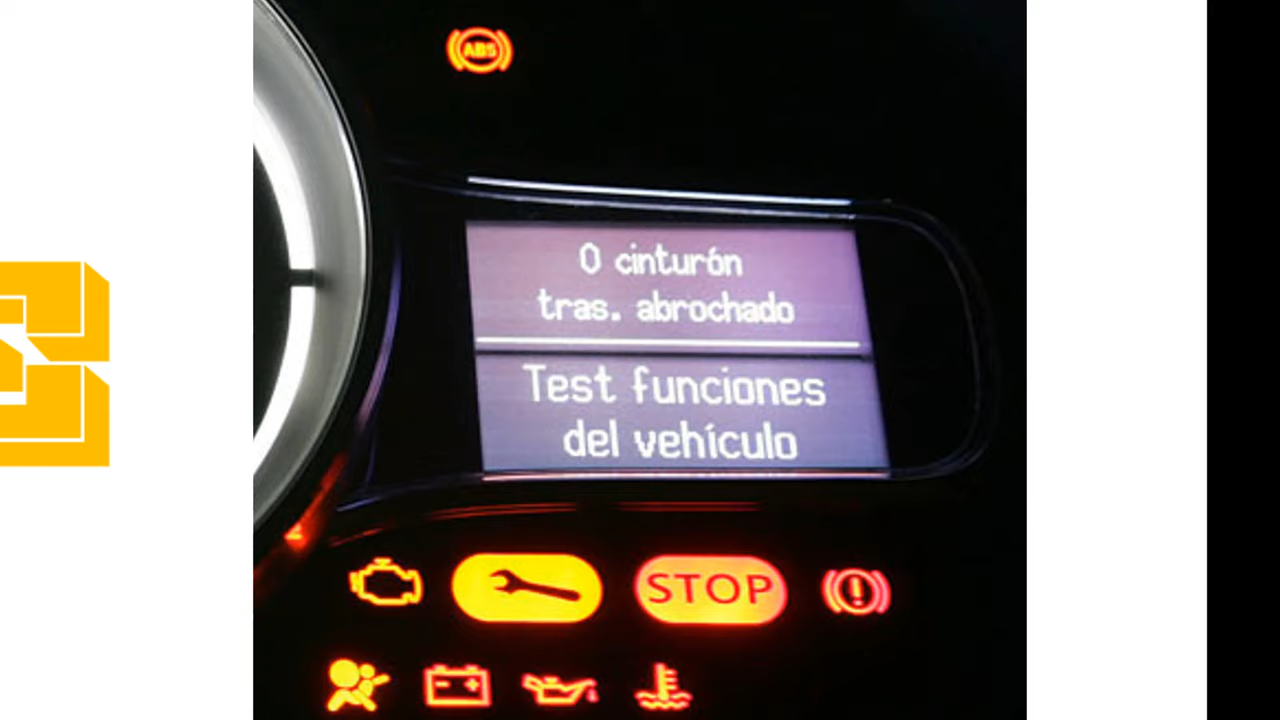 ABS
0 cinturón
tras. abrochado
Test funciones
del vehículo
STOP